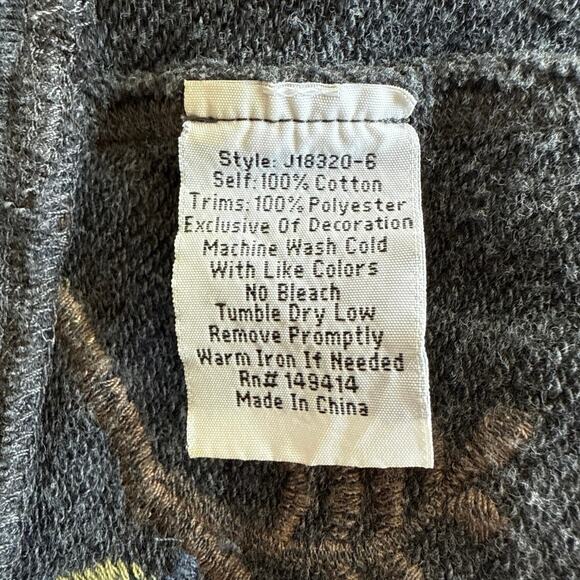 Style: J18320-6
Self: 100% Cotton
Trims: 100% Polyester
Exclusive Of Decoration
Machine Wash Cold
With Like Colors
No Bleach
Tumble Dry Low
Remove Promptly
Warm Iron If Needed
Rn# 149414
Made In China